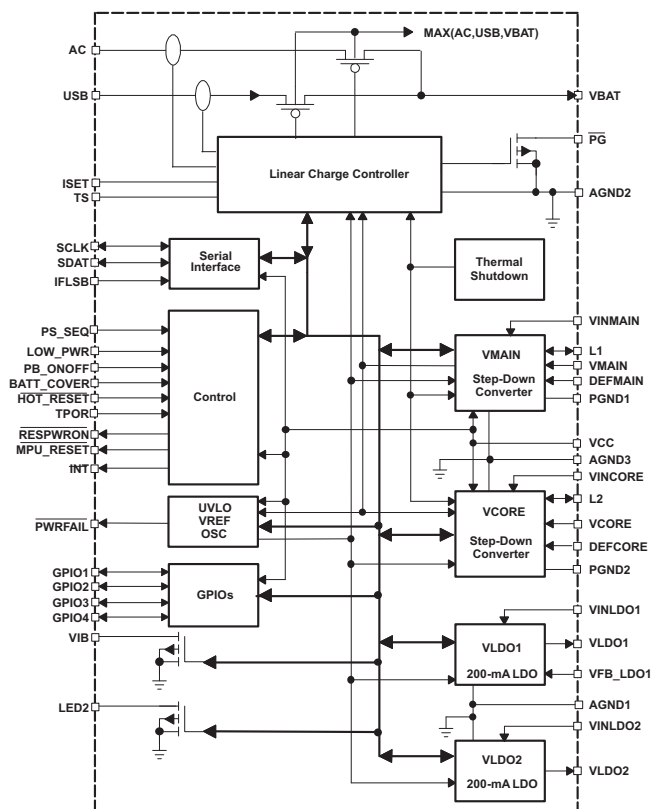 MAX(AC,USB,VBAT)
AC
USB
VBAT
PG
Linear Charge Controller
ISET
TS
AGND2
SCLK
SDAT
IFLSB
Serial
Interface
Thermal
Shutdown
PS_SEQ
LOW_PWR
PB_ONOFF
BATT_COVER
HOT_RESET
TPOR
RESPWRON
MPU_RESET
INT
Control
VINMAIN
VMAIN
Step-Down
Converter
L1
VMAIN
DEFMAIN
PGND1
VCC
AGND3
VINCORE
PWRFAIL
UVLO
VREF
OSC
VCORE
Step-Down
Converter
L2
VCORE
DEFCORE
PGND2
GPIO1
GPIO2
GPIO3
GPIO4
GPIOs
VIB
VINLDO1
VLDO1
200-mA LDO
VLDO1
VFB_LDO1
LED2
AGND1
VINLDO2
VLDO2
200-mA LDO
VLDO2